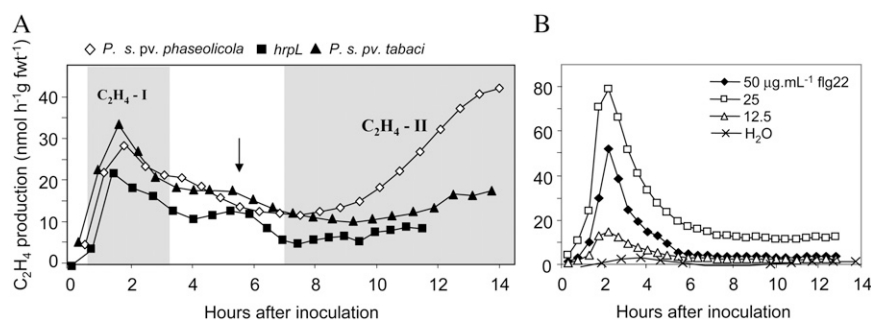 A
◇ P. s. pv. phaseolicola ■ hrpL ▲ P. s. pv. tabaci
C₂H₄ production (nmol h⁻¹g fwt⁻¹)
40
30
20
10
0
C₂H₄ - I
C₂H₄ - II
0 2 4 6 8 10 12 14
Hours after inoculation
B
80
60
40
20
0
50 µg.mL⁻¹ flg22
25
12.5
H₂O
0 2 4 6 8 10 12 14
Hours after inoculation